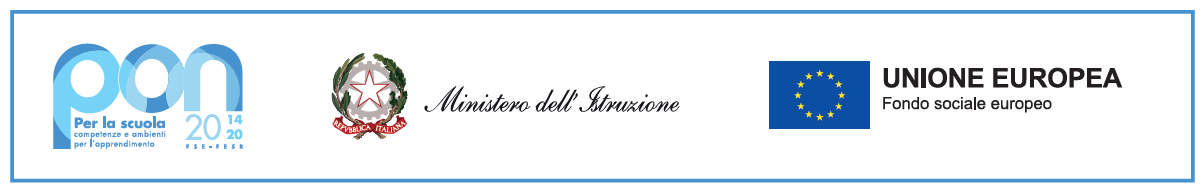 pon
Per la scuola
competenze e ambienti
per l'apprendimento
20 14
20
FSE-FESR
REPVBBLICA ITALIANA
Ministero dell'Istruzione
UNIONE EUROPEA
Fondo sociale europeo